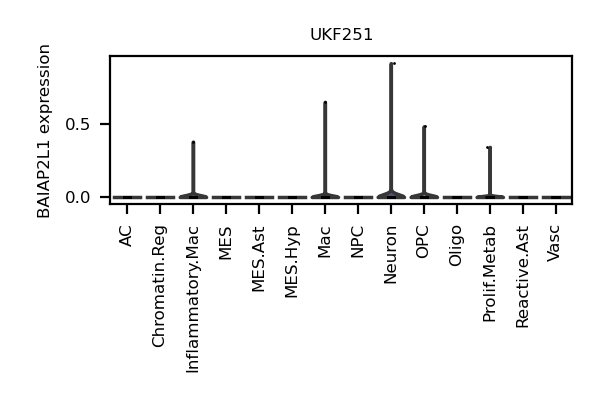 UKF251
BAIAP2L1 expression
0.5
0.0
AC
Chromatin.Reg
Inflammatory.Mac
MES
MES.Ast
MES.Hyp
Mac
NPC
Neuron
OPC
Oligo
Prolif.Metab
Reactive.Ast
Vasc